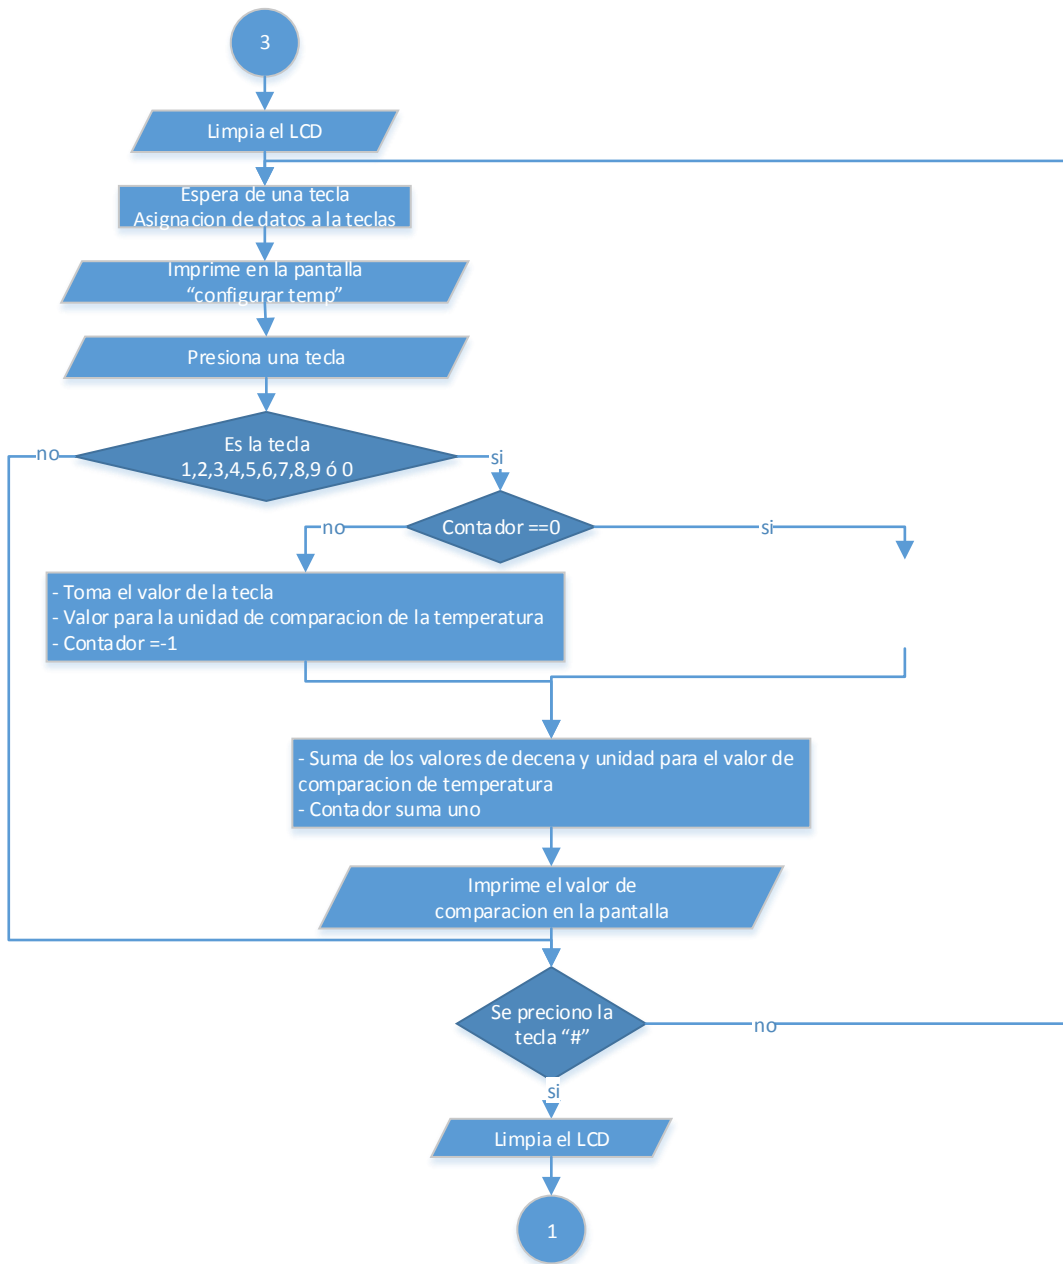 3
Limpia el LCD
Espera de una tecla
Asignacion de datos a la teclas
Imprime en la pantalla
“configurar temp”
Presiona una tecla
Es la tecla
1,2,3,4,5,6,7,8,9 ó 0
no
si
Contador ==0
no
si
- Toma el valor de la tecla
- Valor para la unidad de comparacion de la temperatura
- Contador =-1
- Suma de los valores de decena y unidad para el valor de
comparacion de temperatura
- Contador suma uno
Imprime el valor de
comparacion en la pantalla
Se preciono la
tecla “#”
no
si
Limpia el LCD
1